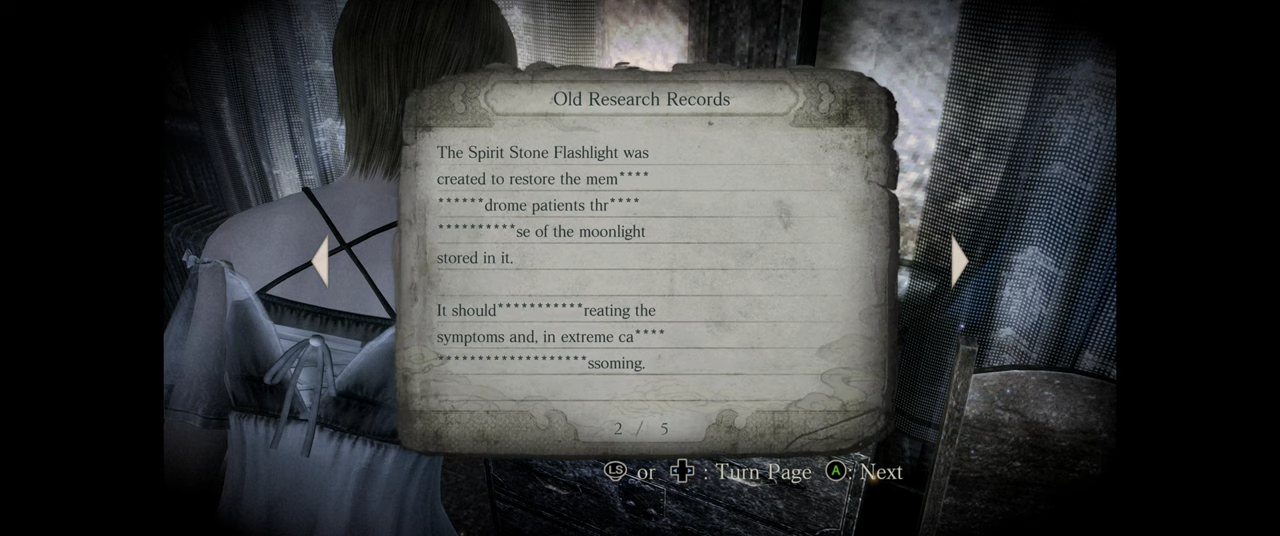 Old Research Records
The Spirit Stone Flashlight was
created to restore the mem****
******drome patients thr****
**********se of the moonlight
stored in it.
It should***********reating the
symptoms and, in extreme ca****
*******************ssoming.
2 / 5
LS or : Turn Page A : Next